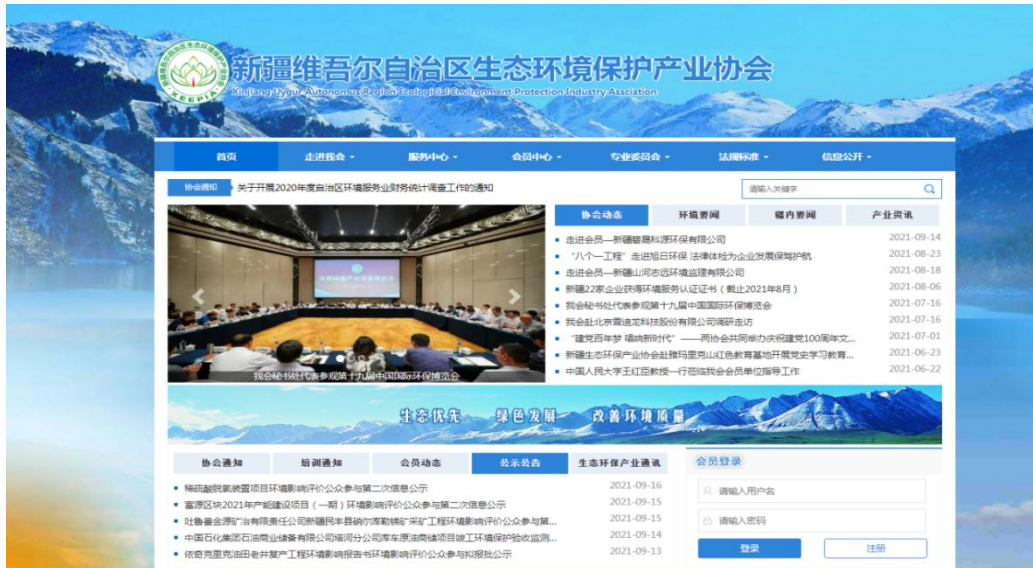 新疆维吾尔自治区生态环境保护产业协会
Xinjiang Uygur Autonomous Region Ecologicial Environment Protection Industry Assciation
XEEPIA
首页 走进我会 服务中心 会员中心 专业委员会 法规标准 信息公开
协会通知 关于开展2020年度自治区环境服务业财务统计调查工作的通知 请输入关键字
协会动态 环境要闻 疆内要闻 产业资讯
走进会员—新疆碧晟科源环保有限公司 2021-09-14
“八个一工程”走进旭日环保 法律体检为企业发展保驾护航 2021-08-23
走进会员—新疆山河志远环境监理有限公司 2021-08-18
新疆22家企业获得环境服务认证证书（截止2021年8月） 2021-08-06
我会秘书处代表参观第十九届中国国际环保博览会 2021-07-16
我会赴北京雪迪龙科技股份有限公司调研走访 2021-07-16
“建党百年梦 唱响新时代”——两协会共同举办庆祝建党100周年文... 2021-07-01
新疆生态环保产业协会赴雅玛里克山红色教育基地开展党史学习教育... 2021-06-23
中国人民大学王红臣教授一行莅临我会会员单位指导工作 2021-06-22
我会秘书处代表参观第十九届中国国际环保博览会
生态优先 绿色发展 改善环境质量
协会通知 培训通知 会员动态 公示公告 生态环保产业通讯
稀硫酸脱氯装置项目环境影响评价公众参与第二次信息公示 2021-09-16
富源区块2021年产能建设项目（一期）环境影响评价公众参与第二次信息公示 2021-09-15
吐鲁番金源矿冶有限责任公司新疆民丰县硝尔库勒锑矿采矿工程环境影响评价公众参与第... 2021-09-15
中国石化集团石油商业储备有限公司塔河分公司库车原油商储项目竣工环境保护验收监测... 2021-09-14
依奇克里克油田老井复产工程环境影响报告书环境影响评价公众参与拟报批公示 2021-09-13
会员登录
请输入用户名
请输入密码
登录 注册